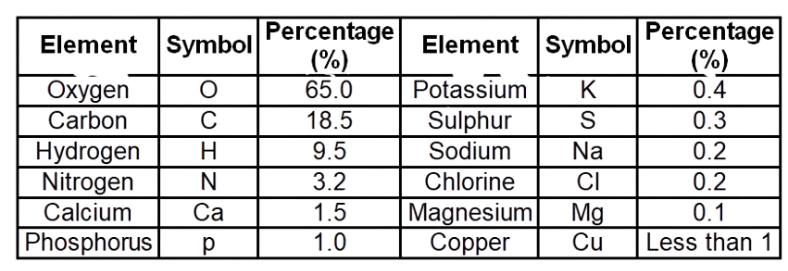 Element Symbol Percentage (%) Element Symbol Percentage (%)
Oxygen O 65.0 Potassium K 0.4
Carbon C 18.5 Sulphur S 0.3
Hydrogen H 9.5 Sodium Na 0.2
Nitrogen N 3.2 Chlorine Cl 0.2
Calcium Ca 1.5 Magnesium Mg 0.1
Phosphorus p 1.0 Copper Cu Less than 1